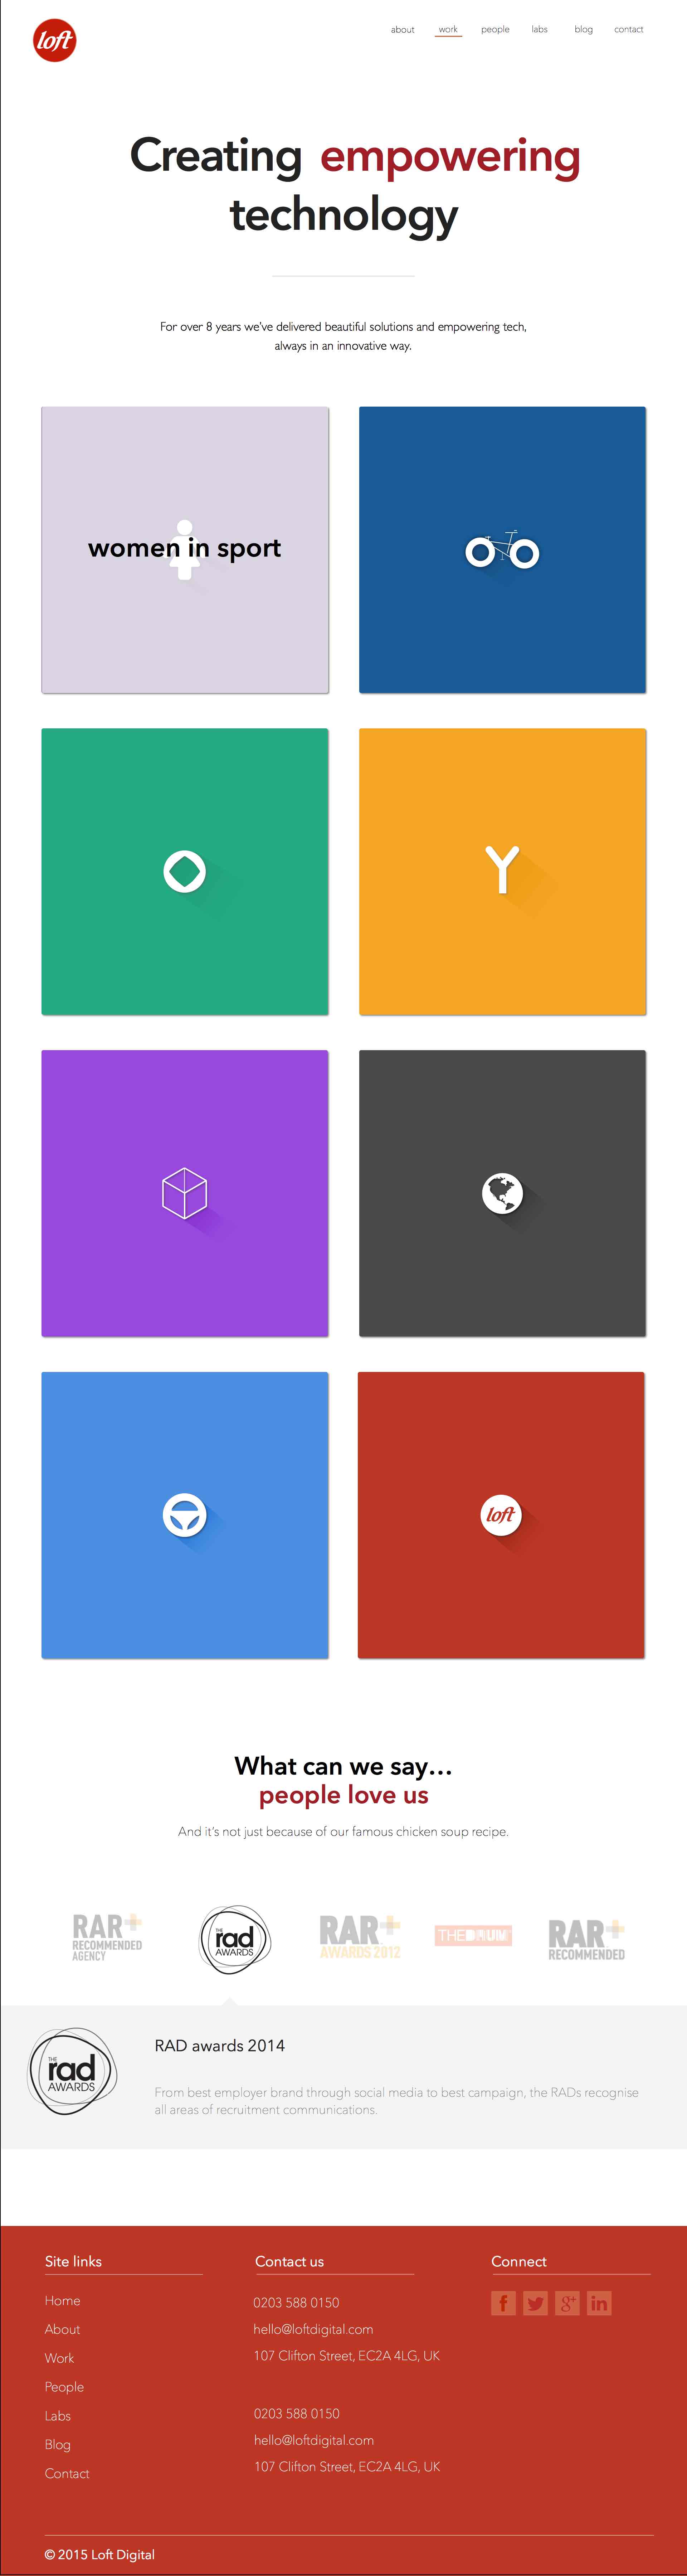 loft
about work people labs blog contact
Creating empowering
technology
For over 8 years we've delivered beautiful solutions and empowering tech,
always in an innovative way.
women in sport
Y
loft
What can we say…
people love us
And it's not just because of our famous chicken soup recipe.
RAR+
RECOMMENDED
AGENCY
THE
rad
AWARDS
RAR+
AWARDS 2012
THE DRUM
RAR+
RECOMMENDED
THE
rad
AWARDS
RAD awards 2014
From best employer brand through social media to best campaign, the RADs recognise
all areas of recruitment communications.
Site links
Home
About
Work
People
Labs
Blog
Contact
Contact us
0203 588 0150
hello@loftdigital.com
107 Clifton Street, EC2A 4LG, UK
0203 588 0150
hello@loftdigital.com
107 Clifton Street, EC2A 4LG, UK
Connect
f g+ in
© 2015 Loft Digital